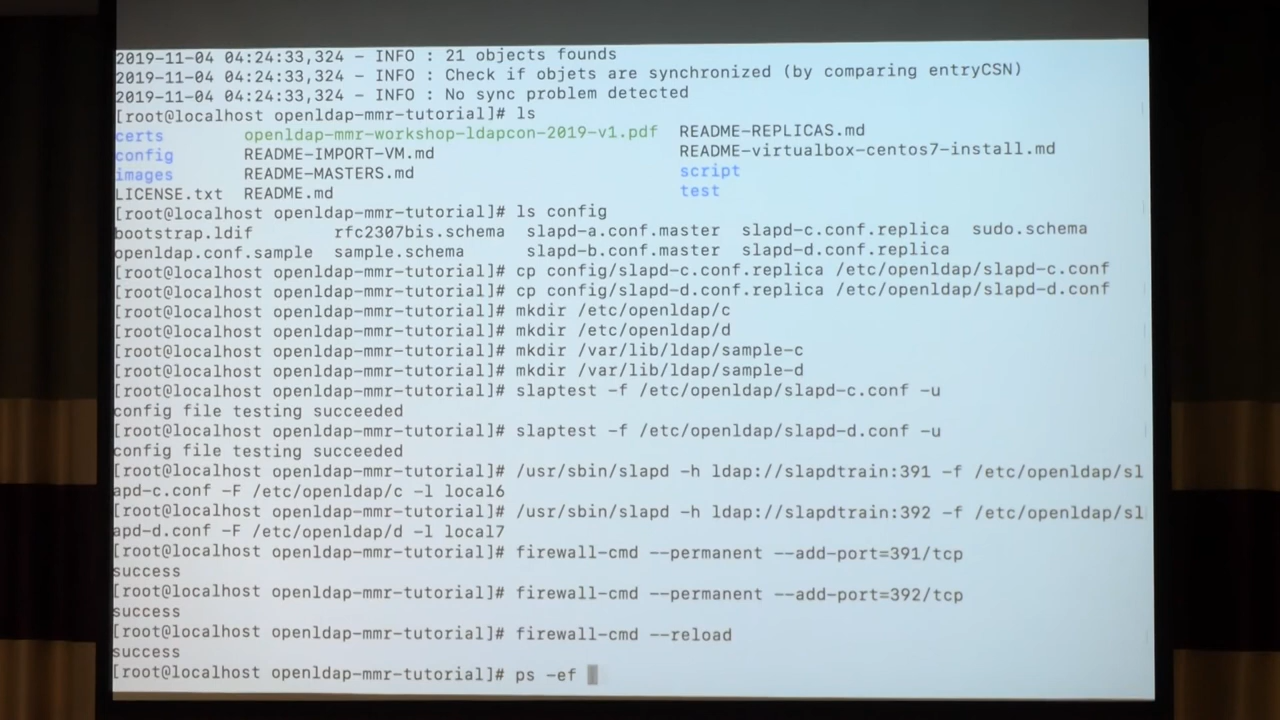 2019-11-04 04:24:33,324 - INFO : 21 objects founds
2019-11-04 04:24:33,324 - INFO : Check if objets are synchronized (by comparing entryCSN)
2019-11-04 04:24:33,324 - INFO : No sync problem detected
[root@localhost openldap-mmr-tutorial]# ls
certs openldap-mmr-workshop-ldapcon-2019-v1.pdf README-REPLICAS.md
config README-IMPORT-VM.md README-virtualbox-centos7-install.md
images README-MASTERS.md script
LICENSE.txt README.md test
[root@localhost openldap-mmr-tutorial]# ls config
bootstrap.ldif rfc2307bis.schema slapd-a.conf.master slapd-c.conf.replica sudo.schema
openldap.conf.sample sample.schema slapd-b.conf.master slapd-d.conf.replica
[root@localhost openldap-mmr-tutorial]# cp config/slapd-c.conf.replica /etc/openldap/slapd-c.conf
[root@localhost openldap-mmr-tutorial]# cp config/slapd-d.conf.replica /etc/openldap/slapd-d.conf
[root@localhost openldap-mmr-tutorial]# mkdir /etc/openldap/c
[root@localhost openldap-mmr-tutorial]# mkdir /etc/openldap/d
[root@localhost openldap-mmr-tutorial]# mkdir /var/lib/ldap/sample-c
[root@localhost openldap-mmr-tutorial]# mkdir /var/lib/ldap/sample-d
[root@localhost openldap-mmr-tutorial]# slaptest -f /etc/openldap/slapd-c.conf -u
config file testing succeeded
[root@localhost openldap-mmr-tutorial]# slaptest -f /etc/openldap/slapd-d.conf -u
config file testing succeeded
[root@localhost openldap-mmr-tutorial]# /usr/sbin/slapd -h ldap://slapdtrain:391 -f /etc/openldap/sl
apd-c.conf -F /etc/openldap/c -l local6
[root@localhost openldap-mmr-tutorial]# /usr/sbin/slapd -h ldap://slapdtrain:392 -f /etc/openldap/sl
apd-d.conf -F /etc/openldap/d -l local7
[root@localhost openldap-mmr-tutorial]# firewall-cmd --permanent --add-port=391/tcp
success
[root@localhost openldap-mmr-tutorial]# firewall-cmd --permanent --add-port=392/tcp
success
[root@localhost openldap-mmr-tutorial]# firewall-cmd --reload
success
[root@localhost openldap-mmr-tutorial]# ps -ef